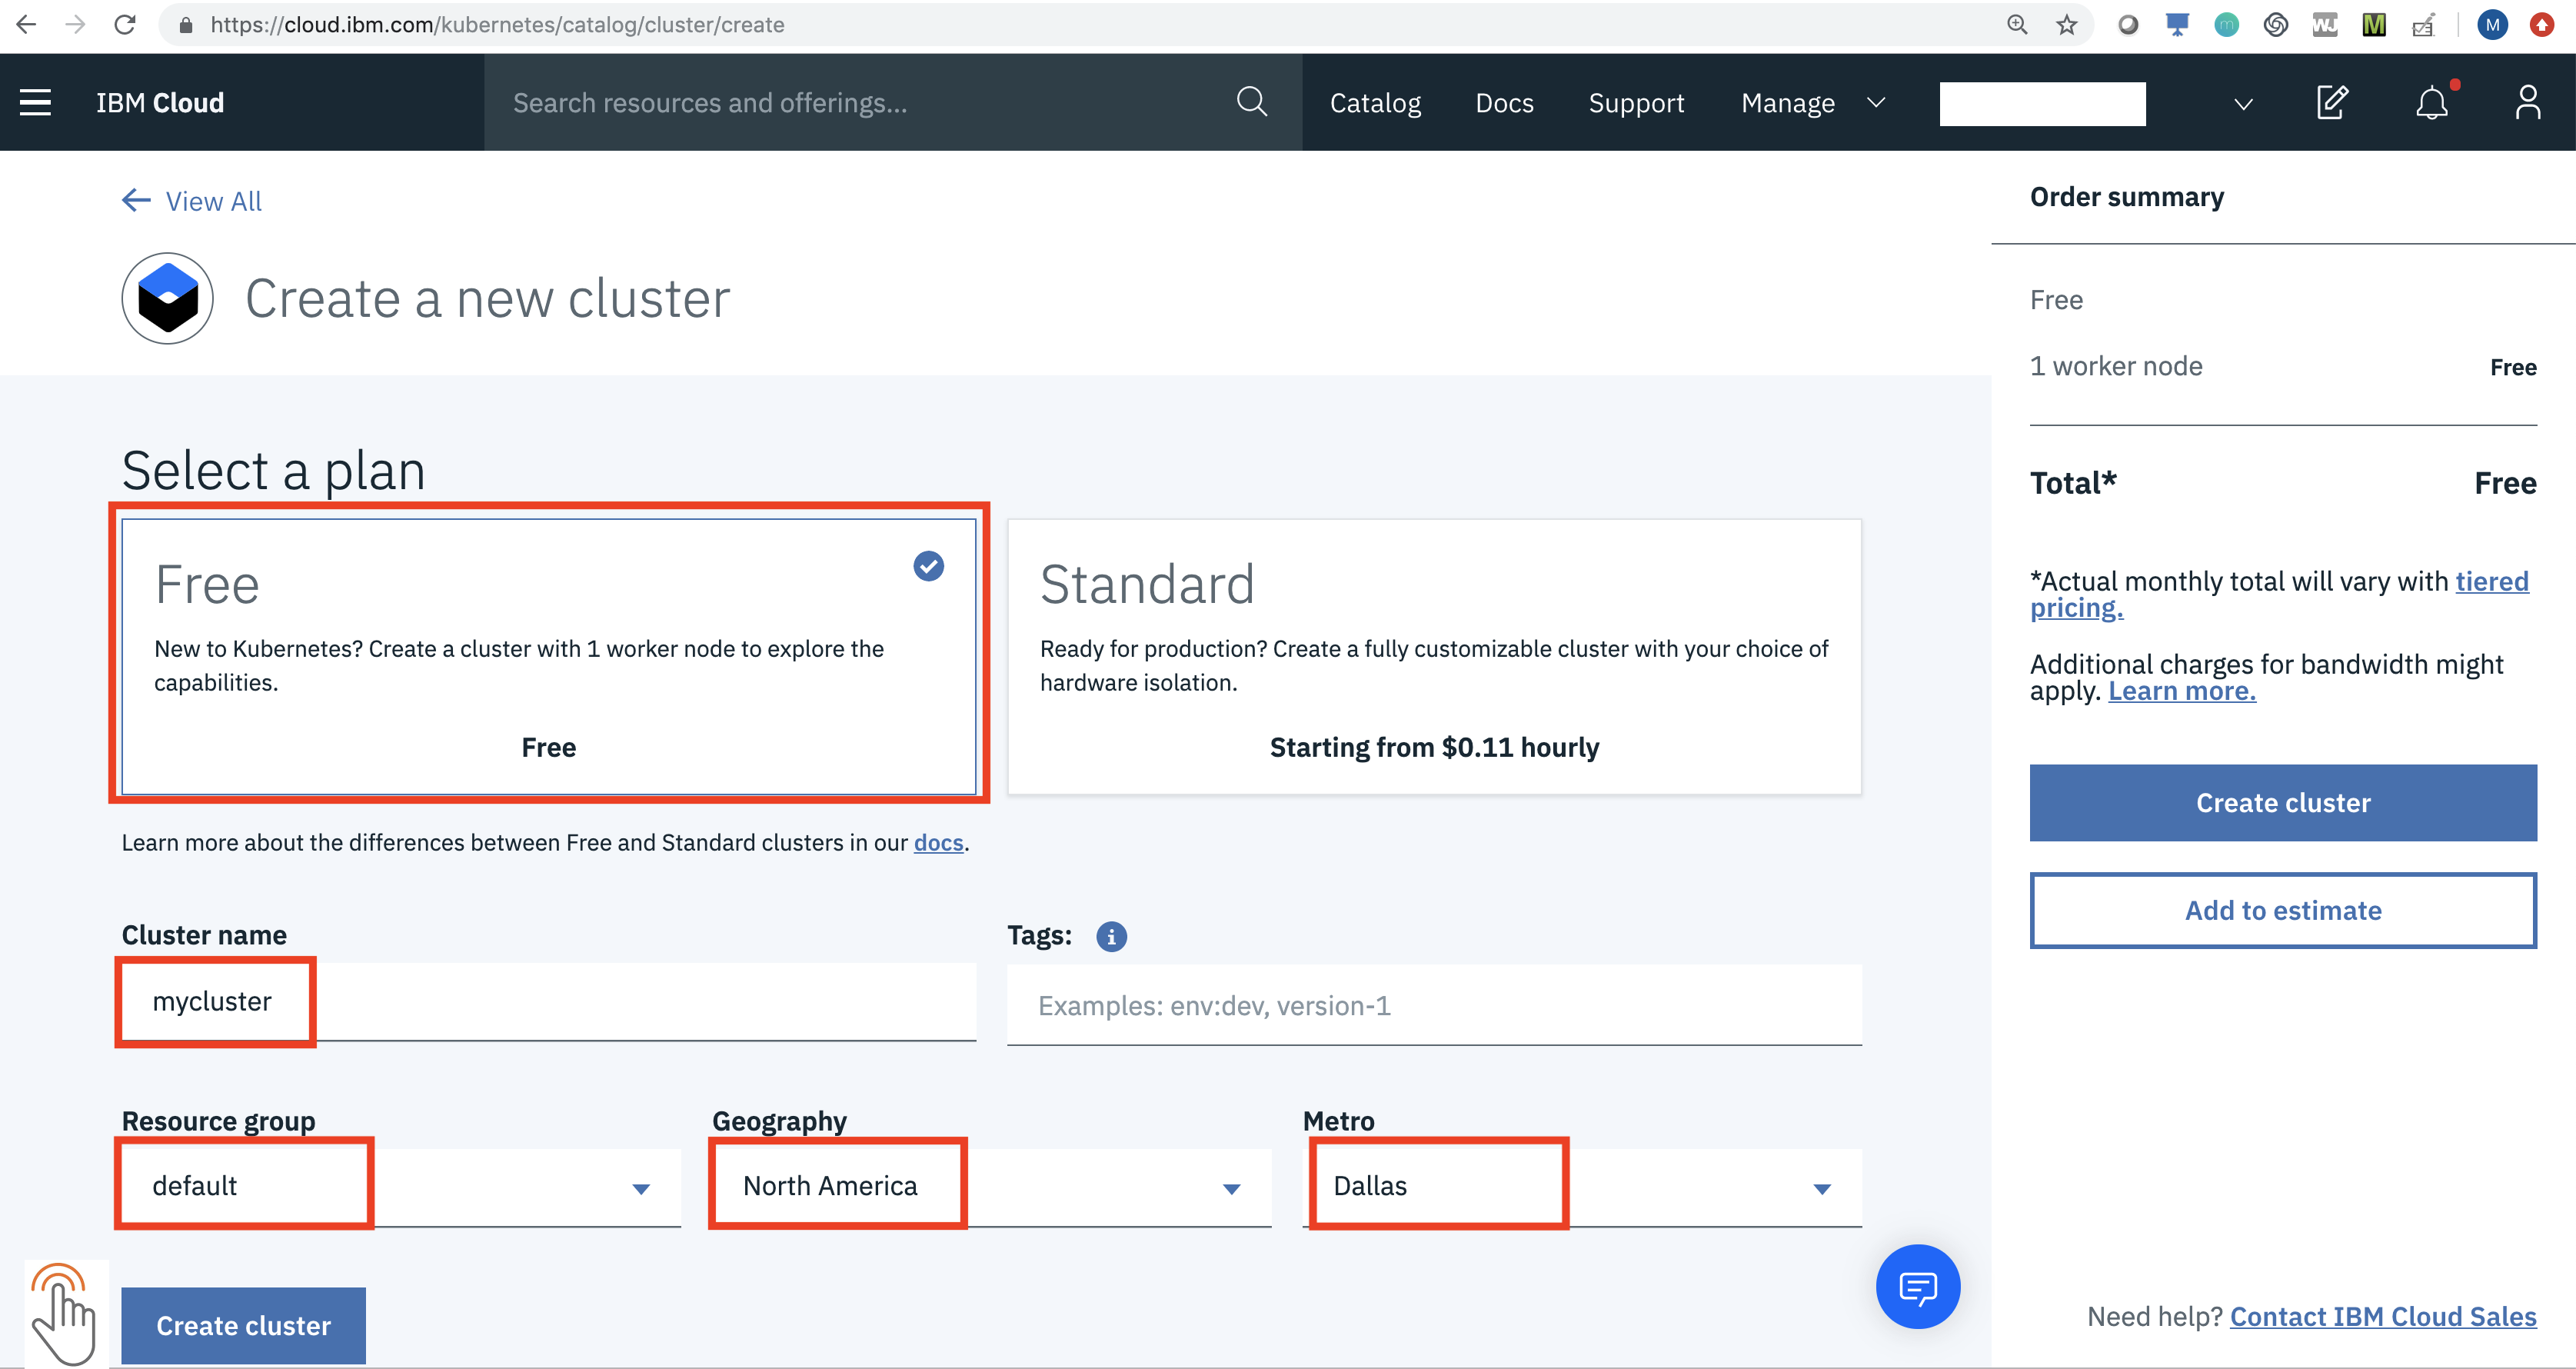 https://cloud.ibm.com/kubernetes/catalog/cluster/create
M
IBM Cloud
Search resources and offerings...
Catalog
Docs
Support
Manage
View All
Create a new cluster
Select a plan
Free
New to Kubernetes? Create a cluster with 1 worker node to explore the
capabilities.
Free
Standard
Ready for production? Create a fully customizable cluster with your choice of
hardware isolation.
Starting from $0.11 hourly
Learn more about the differences between Free and Standard clusters in our docs.
Cluster name
mycluster
Tags:
Examples: env:dev, version-1
Resource group
default
Geography
North America
Metro
Dallas
Create cluster
Order summary
Free
1 worker node Free
Total* Free
*Actual monthly total will vary with tiered
pricing.
Additional charges for bandwidth might
apply. Learn more.
Create cluster
Add to estimate
Need help? Contact IBM Cloud Sales